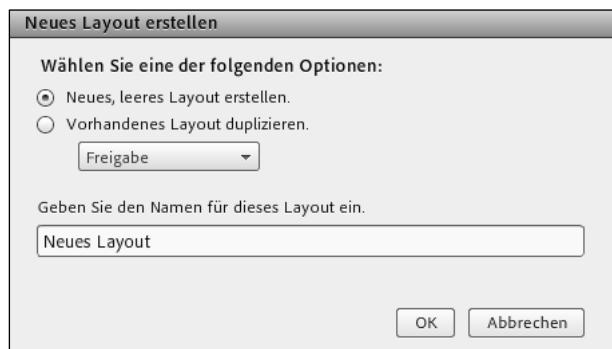 Neues Layout erstellen
Wählen Sie eine der folgenden Optionen:
Neues, leeres Layout erstellen.
Vorhandenes Layout duplizieren.
Freigabe
Geben Sie den Namen für dieses Layout ein.
Neues Layout
OK Abbrechen